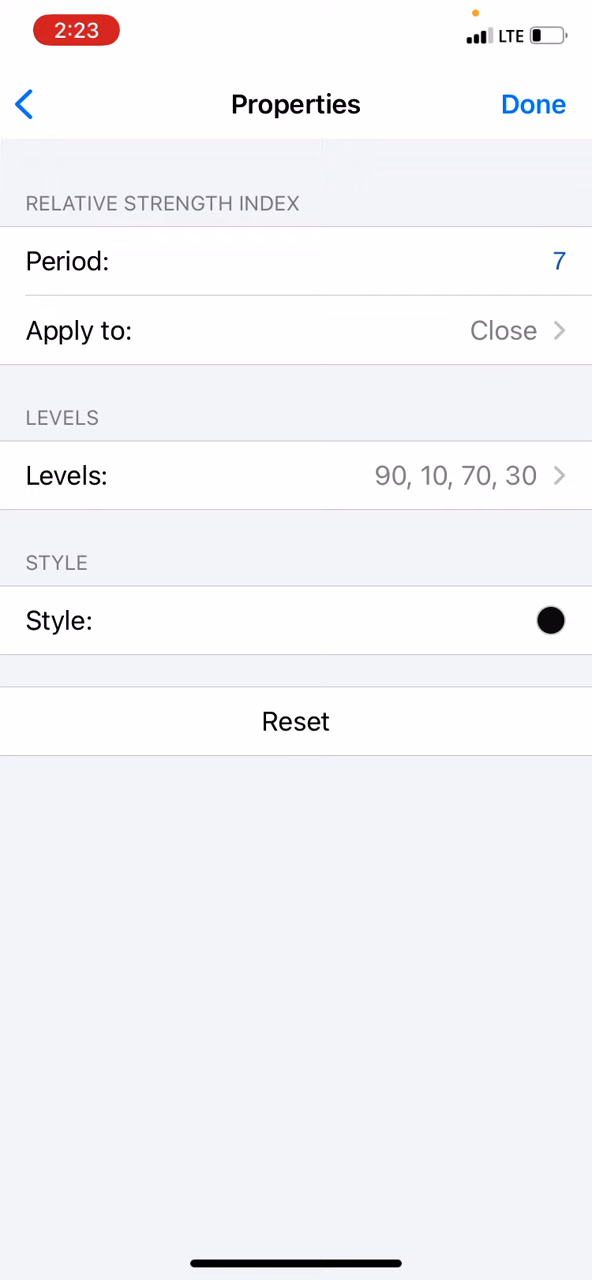 2:23 LTE
Properties Done
RELATIVE STRENGTH INDEX
Period: 7
Apply to: Close
LEVELS
Levels: 90, 10, 70, 30
STYLE
Style:
Reset